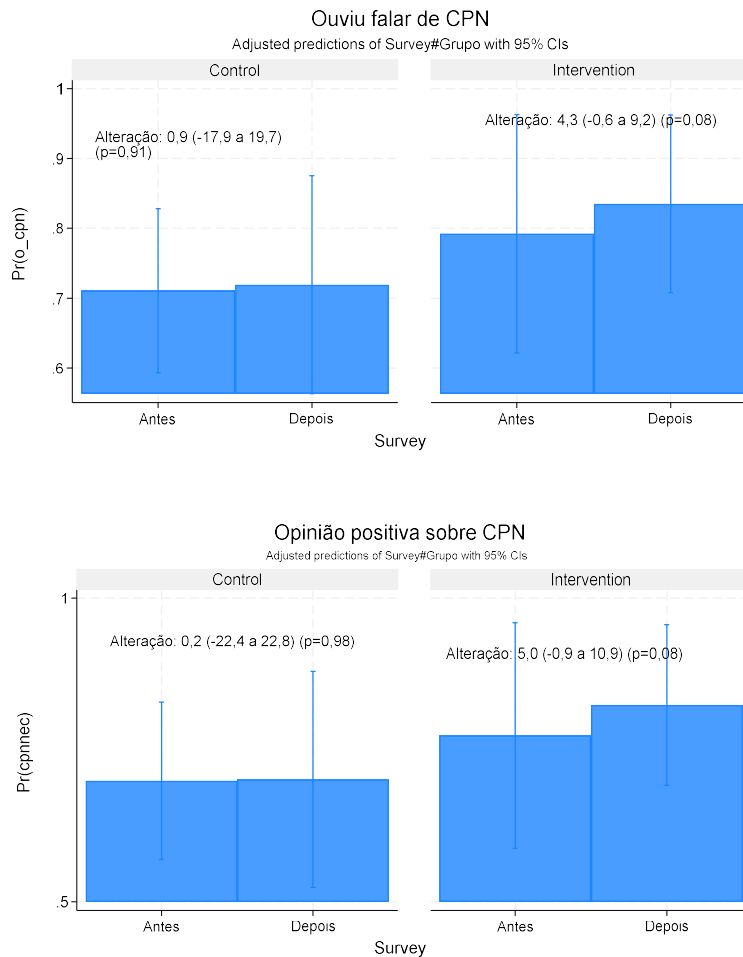 Ouviu falar de CPN
Adjusted predictions of Survey#Grupo with 95% CIs
Control
Intervention
1
.9
.8
.7
.6
Pr(o_cpn)
Alteração: 0,9 (-17,9 a 19,7)
(p=0,91)
Alteração: 4,3 (-0,6 a 9,2) (p=0,08)
Antes
Depois
Antes
Depois
Survey
Opinião positiva sobre CPN
Adjusted predictions of Survey#Grupo with 95% CIs
Control
Intervention
1
.5
Pr(cpnnec)
Alteração: 0,2 (-22,4 a 22,8) (p=0,98)
Alteração: 5,0 (-0,9 a 10,9) (p=0,08)
Antes
Depois
Antes
Depois
Survey